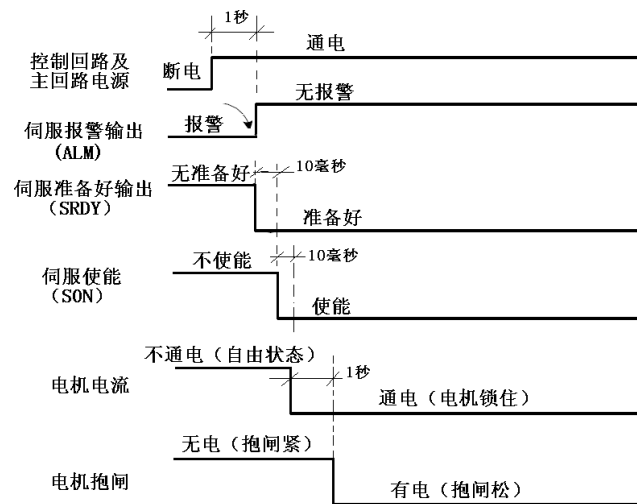 1秒
控制回路及
主回路电源
断电
通电
无报警
报警
伺服报警输出
(ALM)
无准备好
10毫秒
伺服准备好输出
（SRDY）
准备好
不使能
10毫秒
伺服使能
（SON）
使能
不通电（自由状态）
1秒
电机电流
通电（电机锁住）
无电（抱闸紧）
电机抱闸
有电（抱闸松）